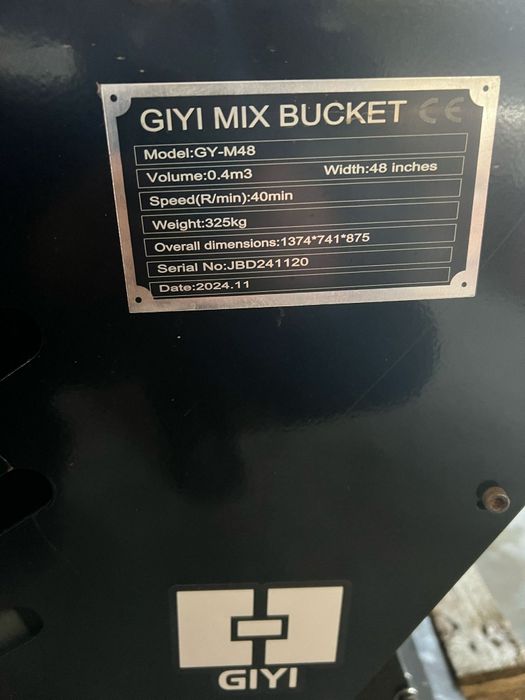 GIYI MIX BUCKET CE
Model:GY-M48
Volume:0.4m3 Width:48 inches
Speed(R/min):40min
Weight:325kg
Overall dimensions:1374*741*875
Serial No:JBD241120
Date:2024.11
GIYI